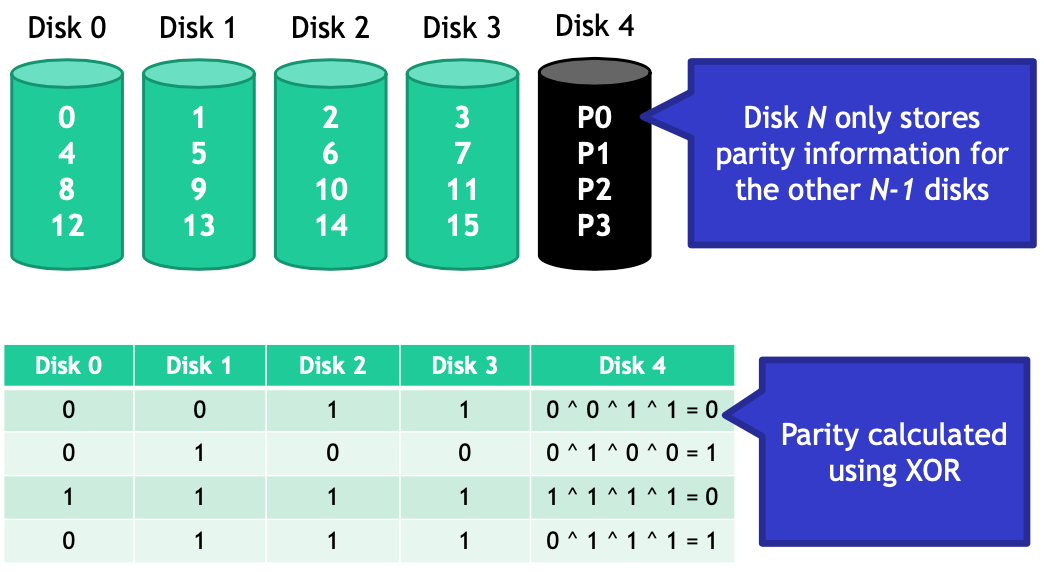 Disk 0 Disk 1 Disk 2 Disk 3 Disk 4
0 1 2 3 P0
4 5 6 7 P1
8 9 10 11 P2
12 13 14 15 P3
Disk N only stores
parity information for
the other N-1 disks
Disk 0 Disk 1 Disk 2 Disk 3 Disk 4
0 0 1 1 0 ^ 0 ^ 1 ^ 1 = 0
0 1 0 0 0 ^ 1 ^ 0 ^ 0 = 1
1 1 1 1 1 ^ 1 ^ 1 ^ 1 = 0
0 1 1 1 0 ^ 1 ^ 1 ^ 1 = 1
Parity calculated
using XOR